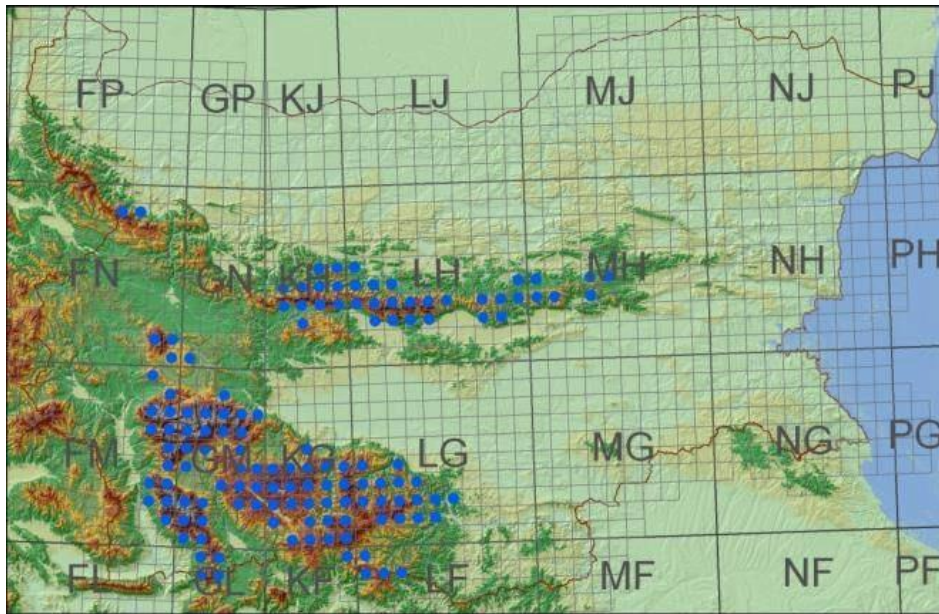 FP GP KJ LJ MJ NJ PJ
FN GN KH LH MH NH PH
FM GM KG LG MG NG PG
FL GL KF LF MF NF PF